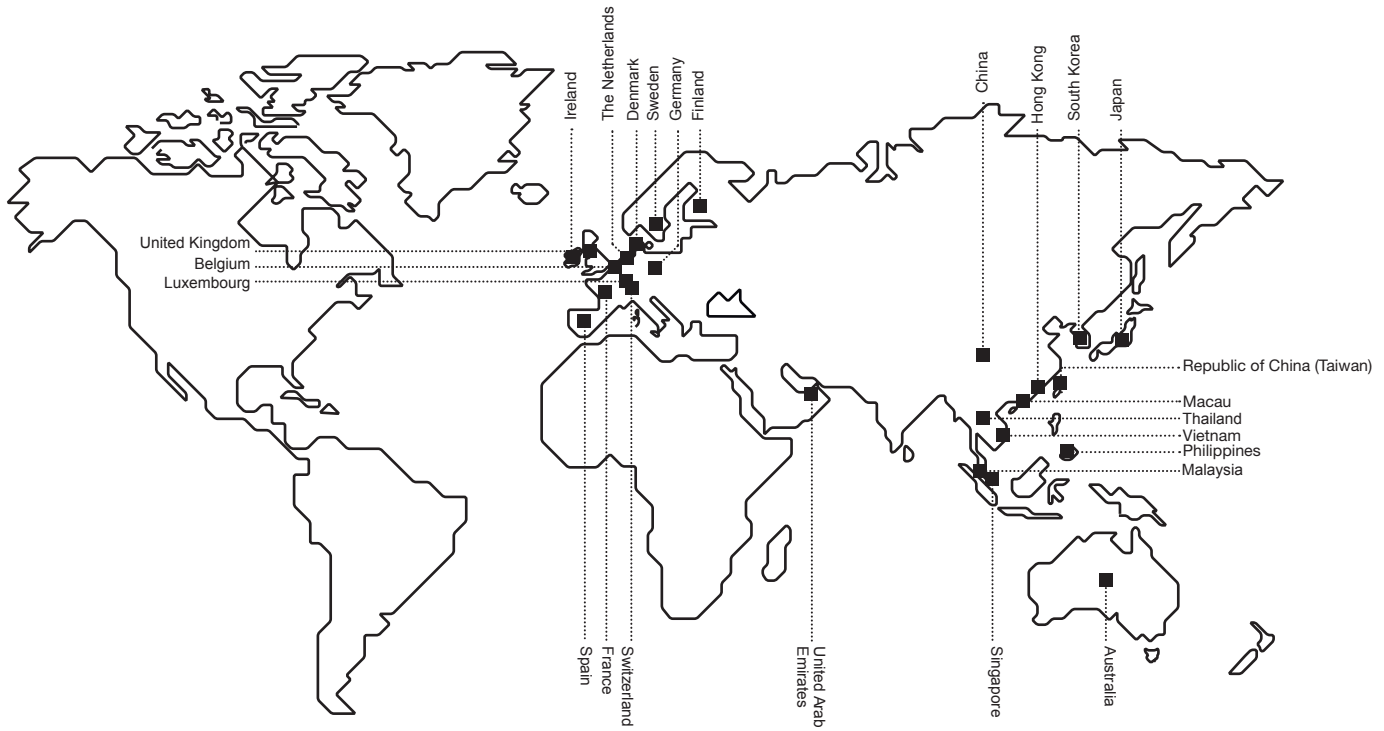 Ireland
The Netherlands
Denmark
Sweden
Germany
Finland
China
Hong Kong
South Korea
Japan
United Kingdom
Belgium
Luxembourg
Republic of China (Taiwan)
Macau
Thailand
Vietnam
Philippines
Malaysia
Spain
France
Switzerland
United Arab
Emirates
Singapore
Australia